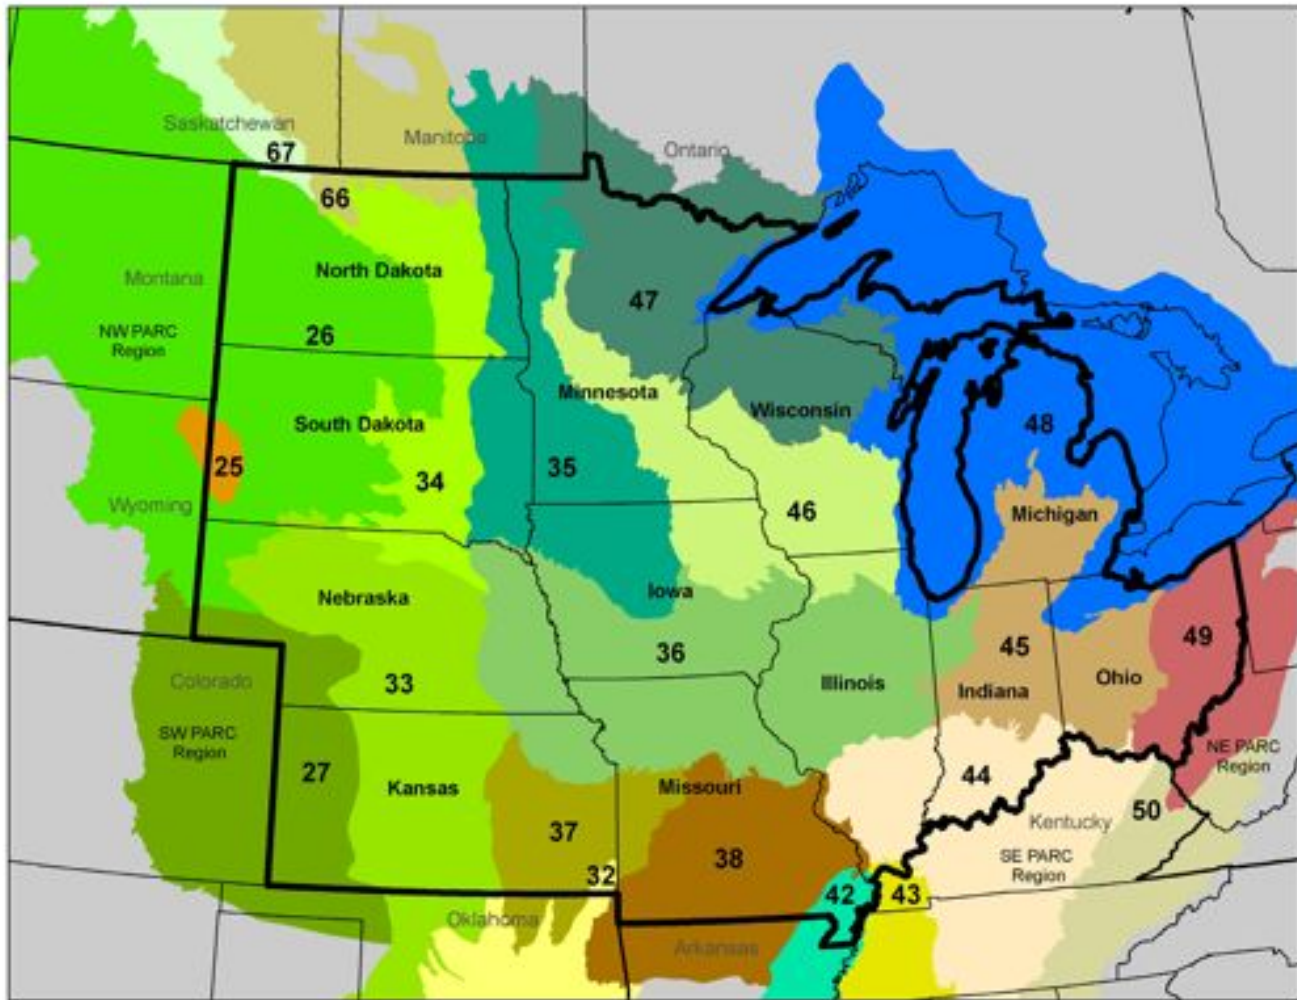 Saskatchewan
Manitoba
Ontario
67
66
Montana
North Dakota
47
NW PARC
Region
26
Minnesota
Wisconsin
South Dakota
48
25
34
35
Wyoming
46
Michigan
Nebraska
Iowa
49
36
45
Colorado
33
Illinois
Indiana
Ohio
SW PARC
Region
NE PARC
Region
27
Kansas
Missouri
44
50
Kentucky
37
38
SE PARC
Region
32
42
43
Oklahoma
Arkansas